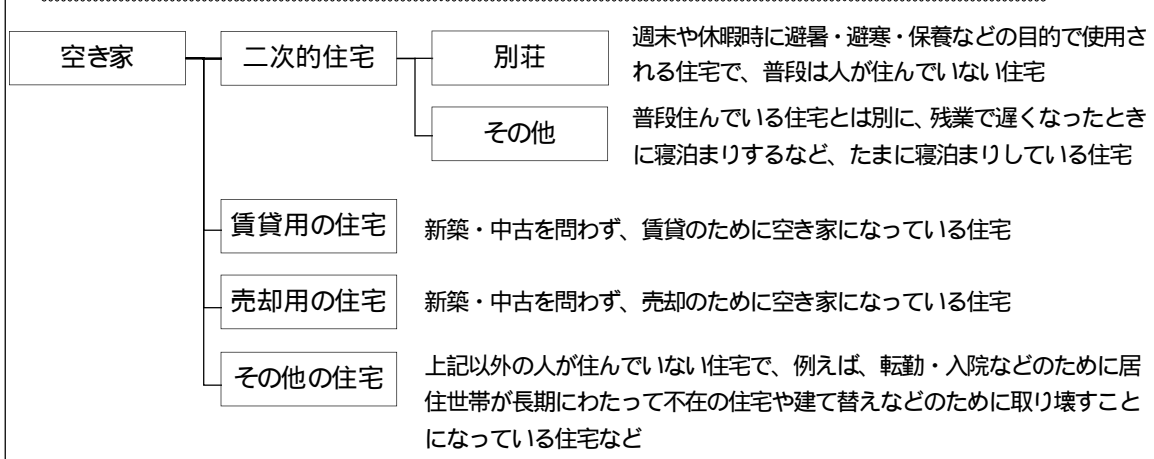 空き家
二次的住宅
別荘
週末や休暇時に避暑・避寒・保養などの目的で使用さ
れる住宅で、普段は人が住んでいない住宅
その他
普段住んでいる住宅とは別に、残業で遅くなったとき
に寝泊まりするなど、たまに寝泊まりしている住宅
賃貸用の住宅
新築・中古を問わず、賃貸のために空き家になっている住宅
売却用の住宅
新築・中古を問わず、売却のために空き家になっている住宅
その他の住宅
上記以外の人が住んでいない住宅で、例えば、転勤・入院などのために居
住世帯が長期にわたって不在の住宅や建て替えなどのために取り壊すこと
になっている住宅など